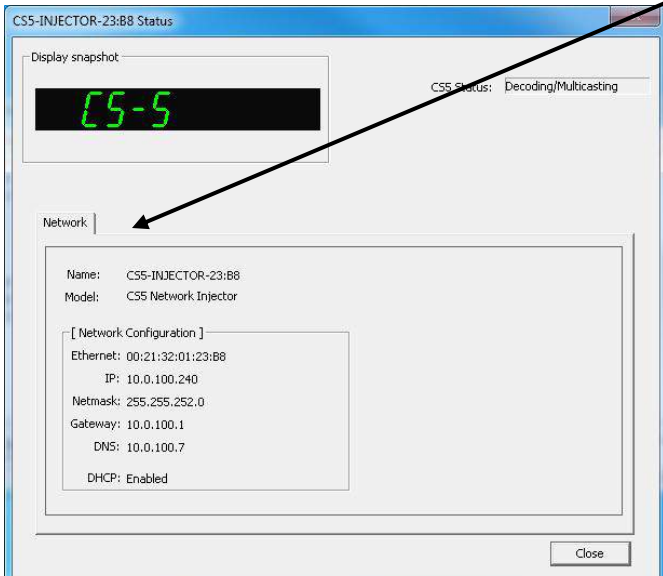 CS5-INJECTOR-23:B8 Status
Display snapshot
CS-5
CS5 Status: Decoding/Multicasting
Network
Name: CS5-INJECTOR-23:B8
Model: CS5 Network Injector
[ Network Configuration ]
Ethernet: 00:21:32:01:23:B8
IP: 10.0.100.240
Netmask: 255.255.252.0
Gateway: 10.0.100.1
DNS: 10.0.100.7
DHCP: Enabled
Close